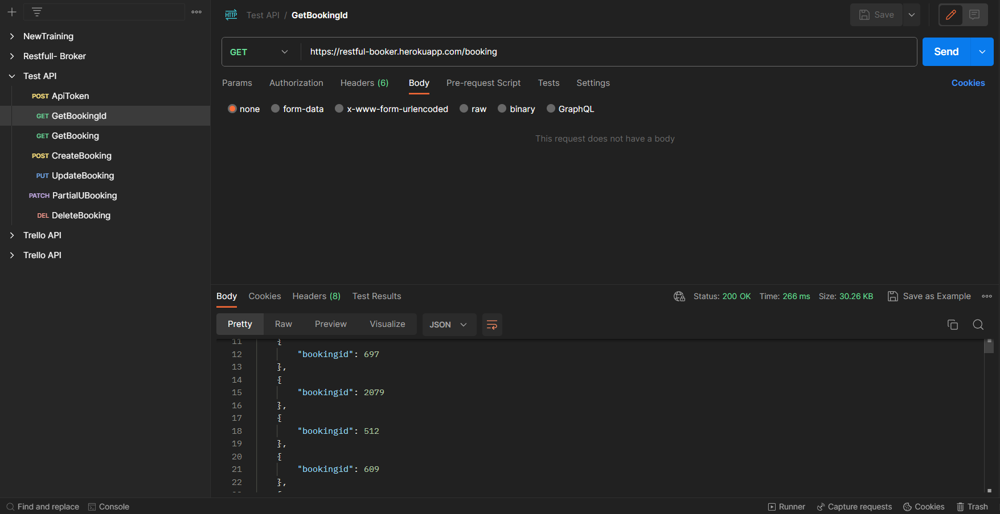 HTTP Test API / GetBookingId
Save
NewTraining
Restfull- Broker
Test API
POST ApiToken
GET GetBookingId
GET GetBooking
POST CreateBooking
PUT UpdateBooking
PATCH PartialUBooking
DEL DeleteBooking
Trello API
Trello API
GET https://restful-booker.herokuapp.com/booking
Send
Params Authorization Headers (6) Body Pre-request Script Tests Settings Cookies
none form-data x-www-form-urlencoded raw binary GraphQL
This request does not have a body
Body Cookies Headers (8) Test Results Status: 200 OK Time: 266 ms Size: 30.26 KB Save as Example
Pretty Raw Preview Visualize JSON
11 {
12 "bookingid": 697
13 },
14 {
15 "bookingid": 2079
16 },
17 {
18 "bookingid": 512
19 },
20 {
21 "bookingid": 609
22 },
Find and replace Console Runner Capture requests Cookies Trash